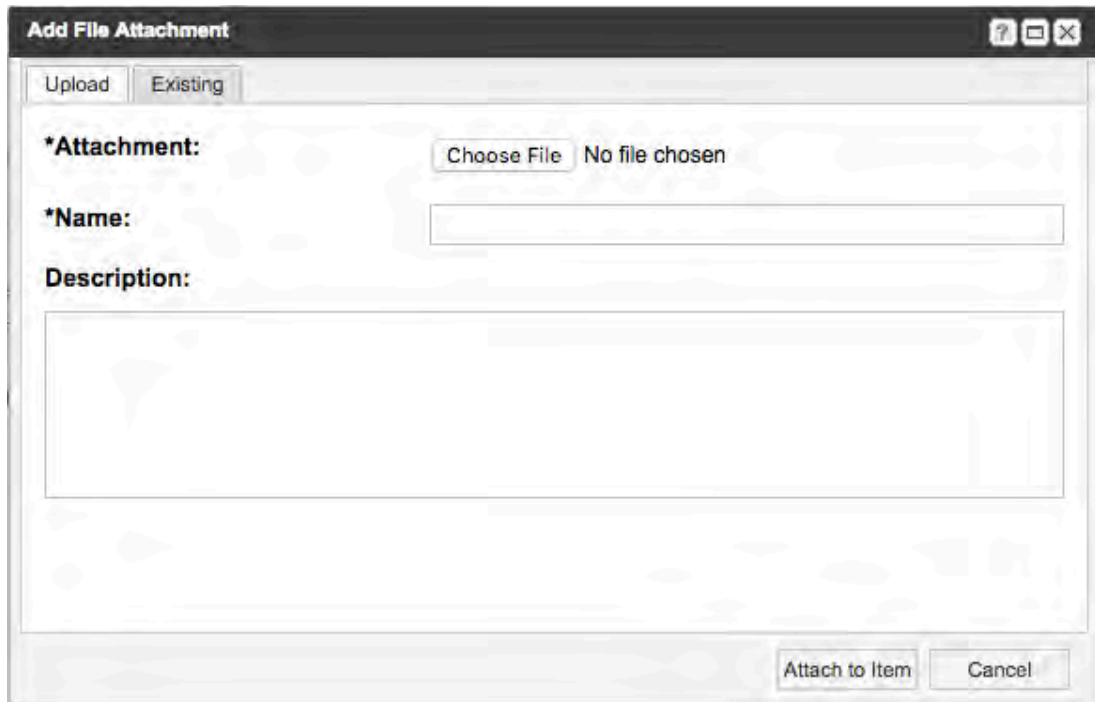 Add File Attachment
Upload Existing
*Attachment: Choose File No file chosen
*Name:
Description:
Attach to Item Cancel